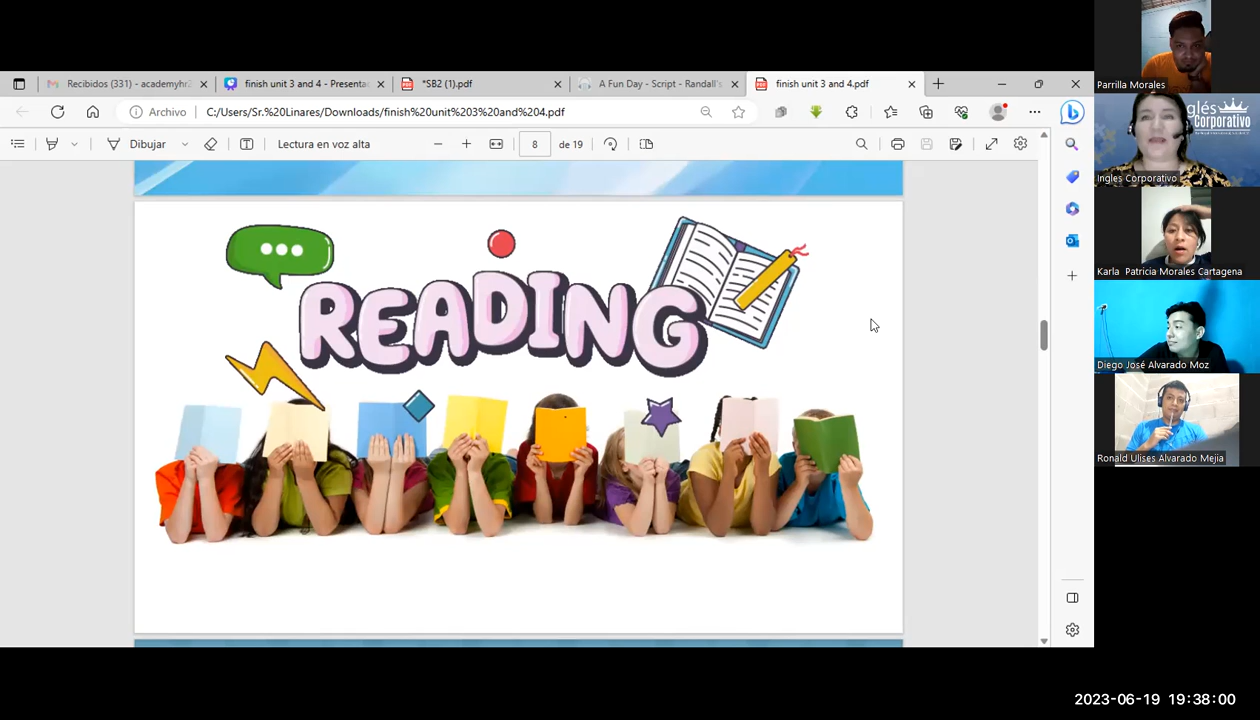 Recibidos (331) - academyhr
finish unit 3 and 4 - Presentac
*SB2 (1).pdf
A Fun Day - Script - Randall's
finish unit 3 and 4.pdf
Archivo
C:/Users/Sr.%20Linares/Downloads/finish%20unit%203%20and%204.pdf
Dibujar
Lectura en voz alta
8
de 19
READING
Parrilla Morales
glés
Corporativo
Ingles Corporativo
Karla Patricia Morales Cartagena
Diego José Alvarado Moz
Ronald Ulises Alvarado Mejia
2023-06-19 19:38:00